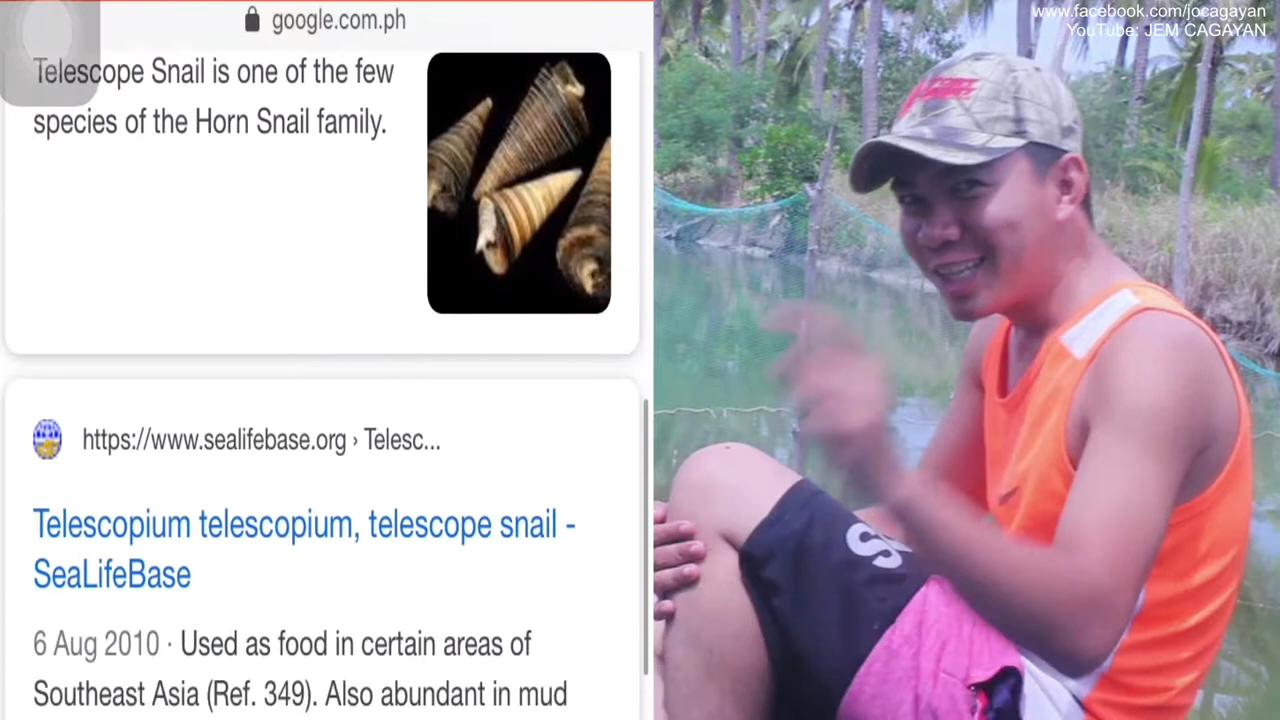 google.com.ph
Telescope Snail is one of the few
species of the Horn Snail family.
https://www.sealifebase.org › Telesc...
Telescopium telescopium, telescope snail -
SeaLifeBase
6 Aug 2010 · Used as food in certain areas of
Southeast Asia (Ref. 349). Also abundant in mud
www.facebook.com/jocagayan
YouTube: JEM CAGAYAN